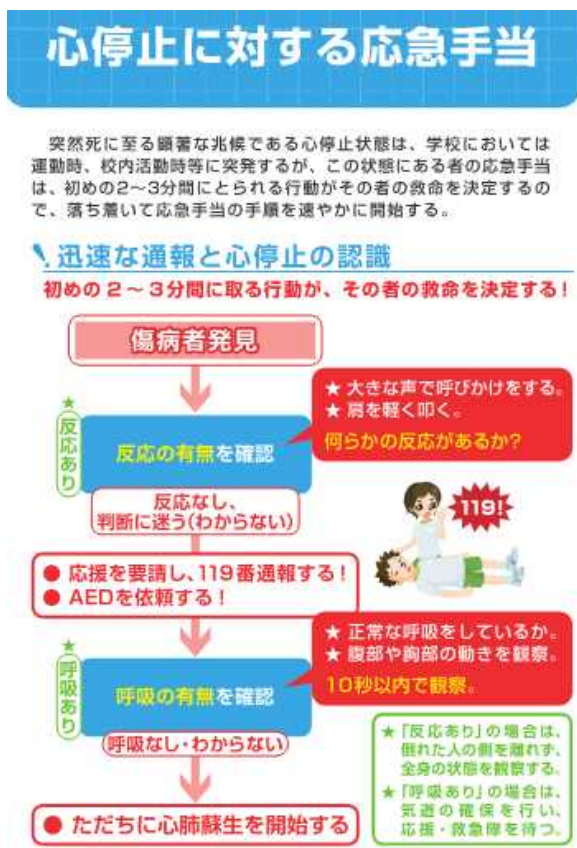 心停止に対する応急手当
突然死に至る顕著な兆候である心停止状態は、学校においては
運動時、校内活動時等に突発するが、この状態にある者の応急手当
は、初めの2～3分間にとられる行動がその者の救命を決定するの
で、落ち着いて応急手当の手順を速やかに開始する。
迅速な通報と心停止の認識
初めの2～3分間に取る行動が、その者の救命を決定する!
傷病者発見
★ 大きな声で呼びかけをする。
★ 肩を軽く叩く。
何らかの反応があるか?
★反応あり
反応の有無を確認
反応なし、
判断に迷う(わからない)
119!
● 応援を要請し、119番通報する!
● AEDを依頼する!
★ 正常な呼吸をしているか。
★ 腹部や胸部の動きを観察。
10秒以内で観察。
★呼吸あり
呼吸の有無を確認
(呼吸なし・わからない)
★「反応あり」の場合は、
倒れた人の側を離れず、
全身の状態を観察する。
★「呼吸あり」の場合は、
気道の確保を行い、
応援・救急隊を待つ。
● ただちに心肺蘇生を開始する